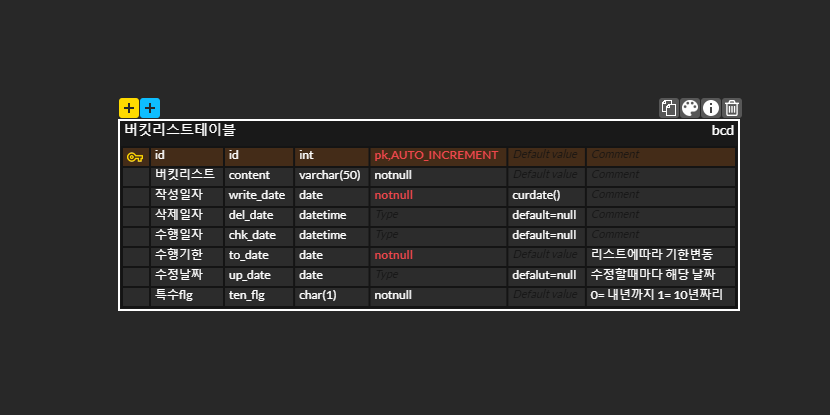 버킷리스트테이블 bcd
id id int pk,AUTO_INCREMENT Default value Comment
버킷리스트 content varchar(50) notnull Default value Comment
작성일자 write_date date notnull curdate() Comment
삭제일자 del_date datetime Type default=null Comment
수행일자 chk_date datetime Type default=null Comment
수행기한 to_date date notnull Default value 리스트에따라 기한변동
수정날짜 up_date date Type defalut=null 수정할때마다 해당 날짜
특수flg ten_flg char(1) notnull Default value 0= 내년까지 1= 10년짜리